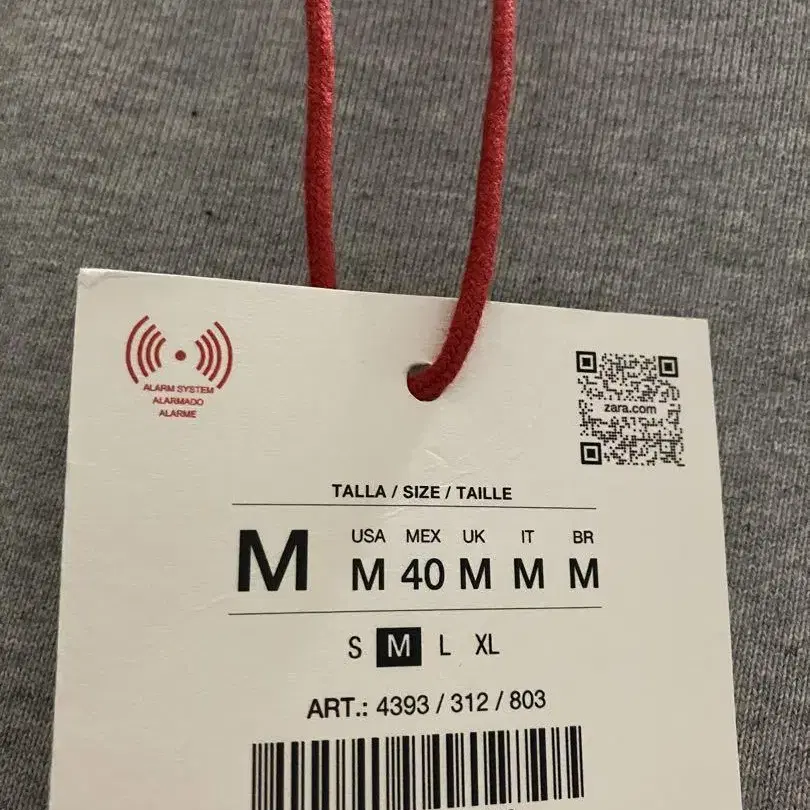 ALARM SYSTEM
ALARMADO
ALARME
zara.com
TALLA / SIZE / TAILLE
M
USA MEX UK IT BR
M 40 M M M
S M L XL
ART.: 4393 / 312 / 803